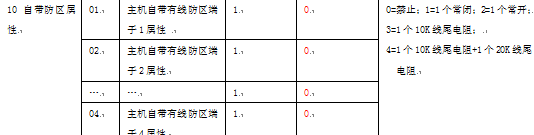 10 自带防区属性.
01. 主机自带有线防区端子 1 属性 . 1. 0. 0=禁止；1=1个常闭；2=1个常开；
3=1个 10K 线尾电阻； .
4=1个 10K 线尾电阻+1个 20K 线尾电阻.
02. 主机自带有线防区端子 2 属性. 1. 0.
…. …. 1. 0.
04. 主机自带有线防区端子 4 属性. 1. 0.